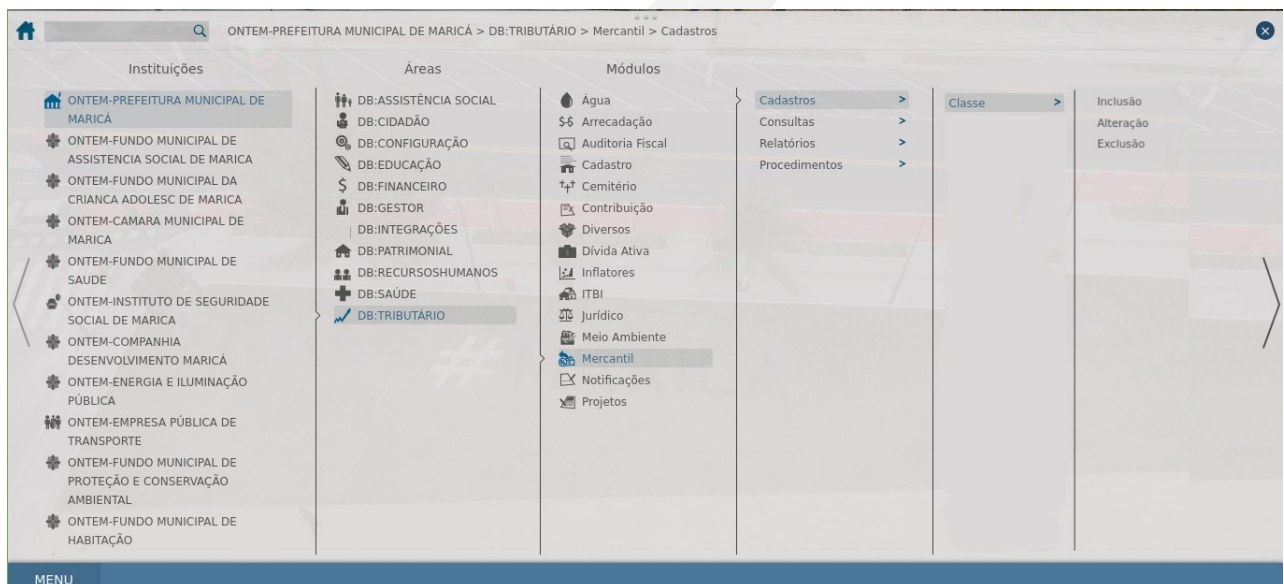 ONTEM-PREFEITURA MUNICIPAL DE MARICÁ > DB:TRIBUTÁRIO > Mercantil > Cadastros
Instituições
ONTEM-PREFEITURA MUNICIPAL DE
MARICÁ
ONTEM-FUNDO MUNICIPAL DE
ASSISTENCIA SOCIAL DE MARICA
ONTEM-FUNDO MUNICIPAL DA
CRIANCA ADOLESC DE MARICA
ONTEM-CAMARA MUNICIPAL DE
MARICA
ONTEM-FUNDO MUNICIPAL DE
SAUDE
ONTEM-INSTITUTO DE SEGURIDADE
SOCIAL DE MARICA
ONTEM-COMPANHIA
DESENVOLVIMENTO MARICÁ
ONTEM-ENERGIA E ILUMINAÇÃO
PÚBLICA
ONTEM-EMPRESA PÚBLICA DE
TRANSPORTE
ONTEM-FUNDO MUNICIPAL DE
PROTEÇÃO E CONSERVAÇÃO
AMBIENTAL
ONTEM-FUNDO MUNICIPAL DE
HABITAÇÃO
Áreas
DB:ASSISTÊNCIA SOCIAL
DB:CIDADÃO
DB:CONFIGURAÇÃO
DB:EDUCAÇÃO
DB:FINANCEIRO
DB:GESTOR
DB:INTEGRAÇÕES
DB:PATRIMONIAL
DB:RECURSOSHUMANOS
DB:SAÚDE
DB:TRIBUTÁRIO
Módulos
Água
Arrecadação
Auditoria Fiscal
Cadastro
Cemitério
Contribuição
Diversos
Dívida Ativa
Inflatores
ITBI
Jurídico
Meio Ambiente
Mercantil
Notificações
Projetos
Cadastros >
Consultas >
Relatórios >
Procedimentos >
Classe >
Inclusão
Alteração
Exclusão
MENU